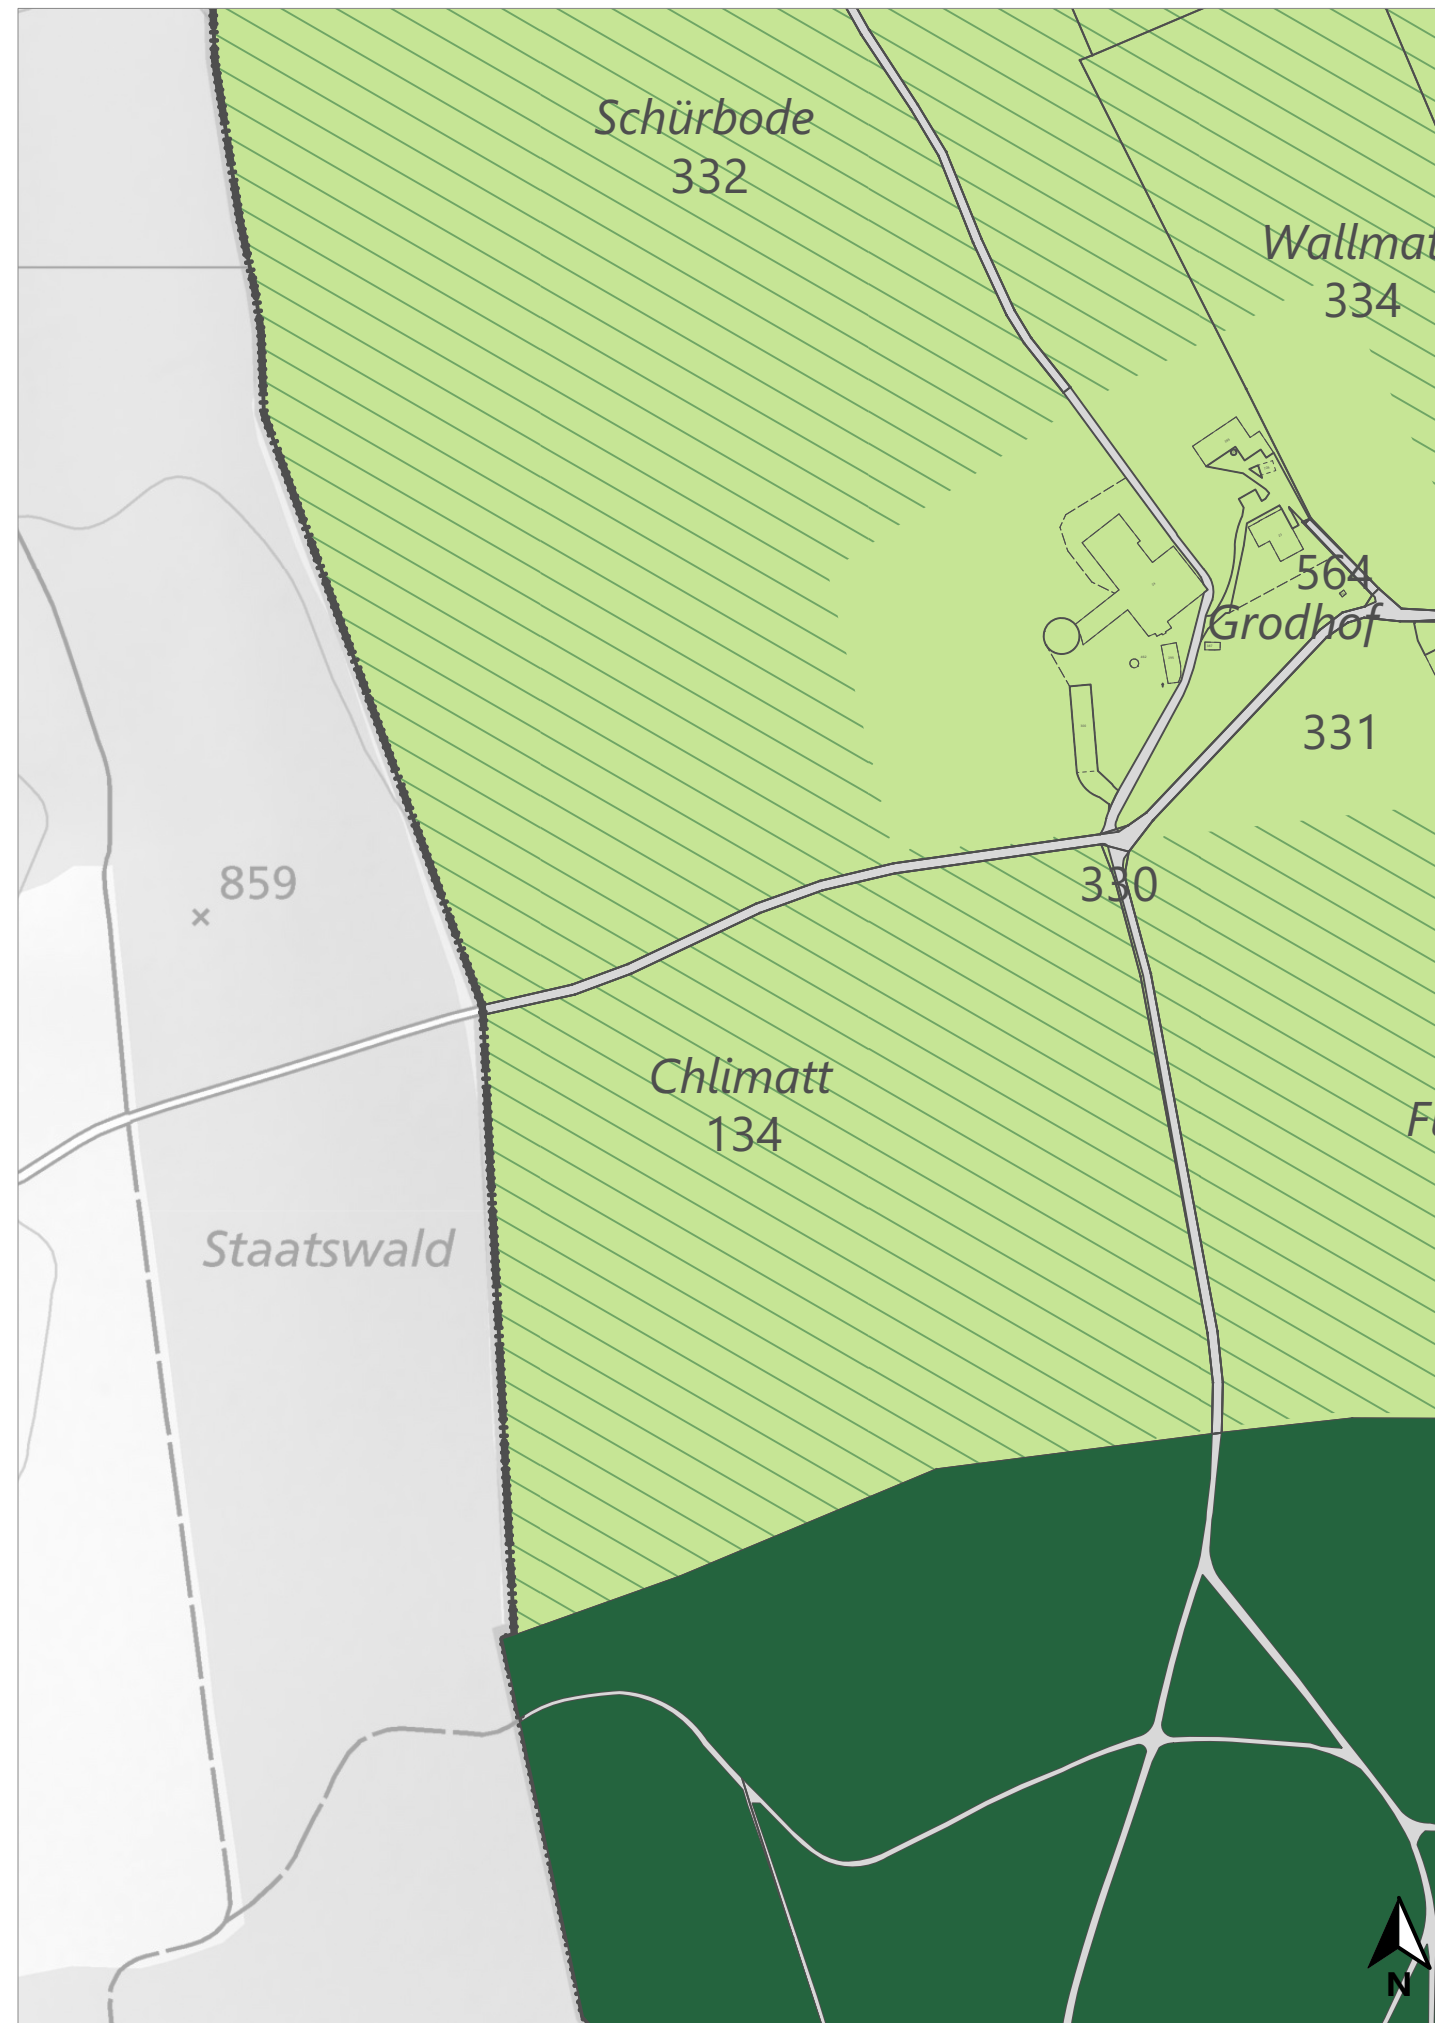 Schürbode
332
Wallmat
334
564
Grodhof
331
859
330
Chlimatt
134
Staatswald
N